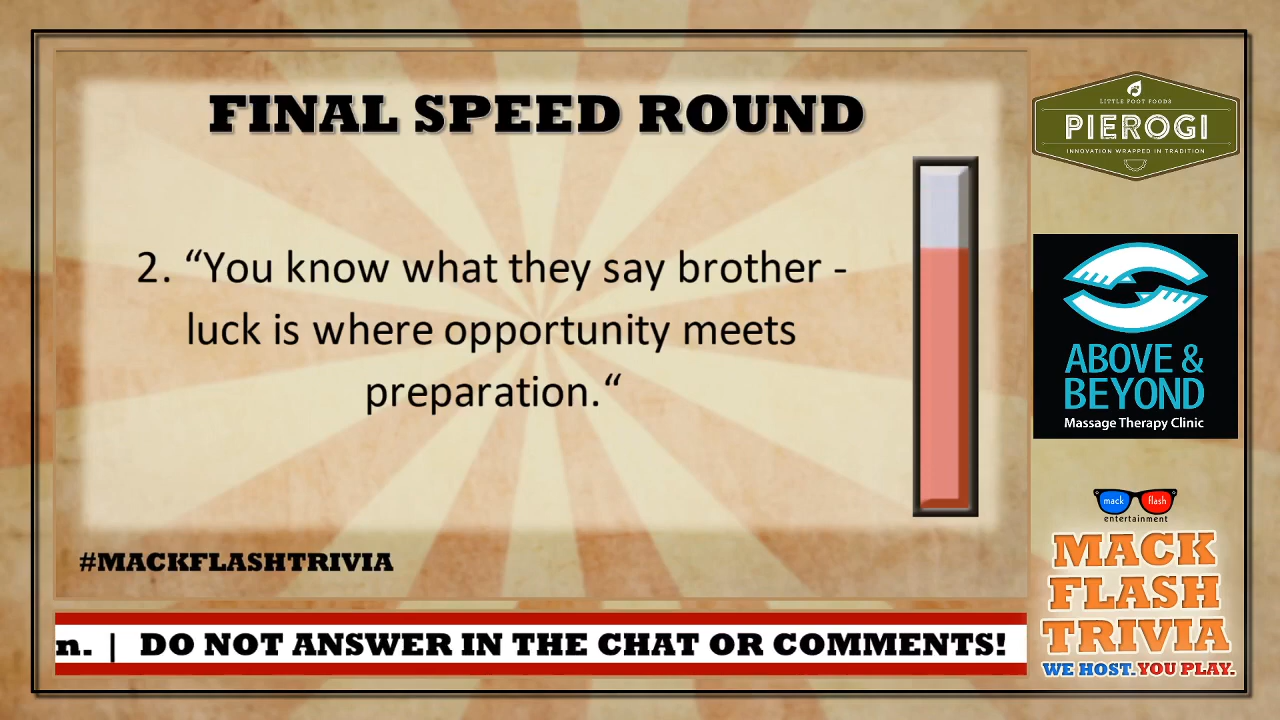 FINAL SPEED ROUND
2. “You know what they say brother -
luck is where opportunity meets
preparation.“
#MACKFLASHTRIVIA
n. | DO NOT ANSWER IN THE CHAT OR COMMENTS!
LITTLE FOOT FOODS
PIEROGI
INNOVATION WRAPPED IN TRADITION
ABOVE &
BEYOND
Massage Therapy Clinic
mack flash
entertainment
MACK
FLASH
TRIVIA
WE HOST. YOU PLAY.